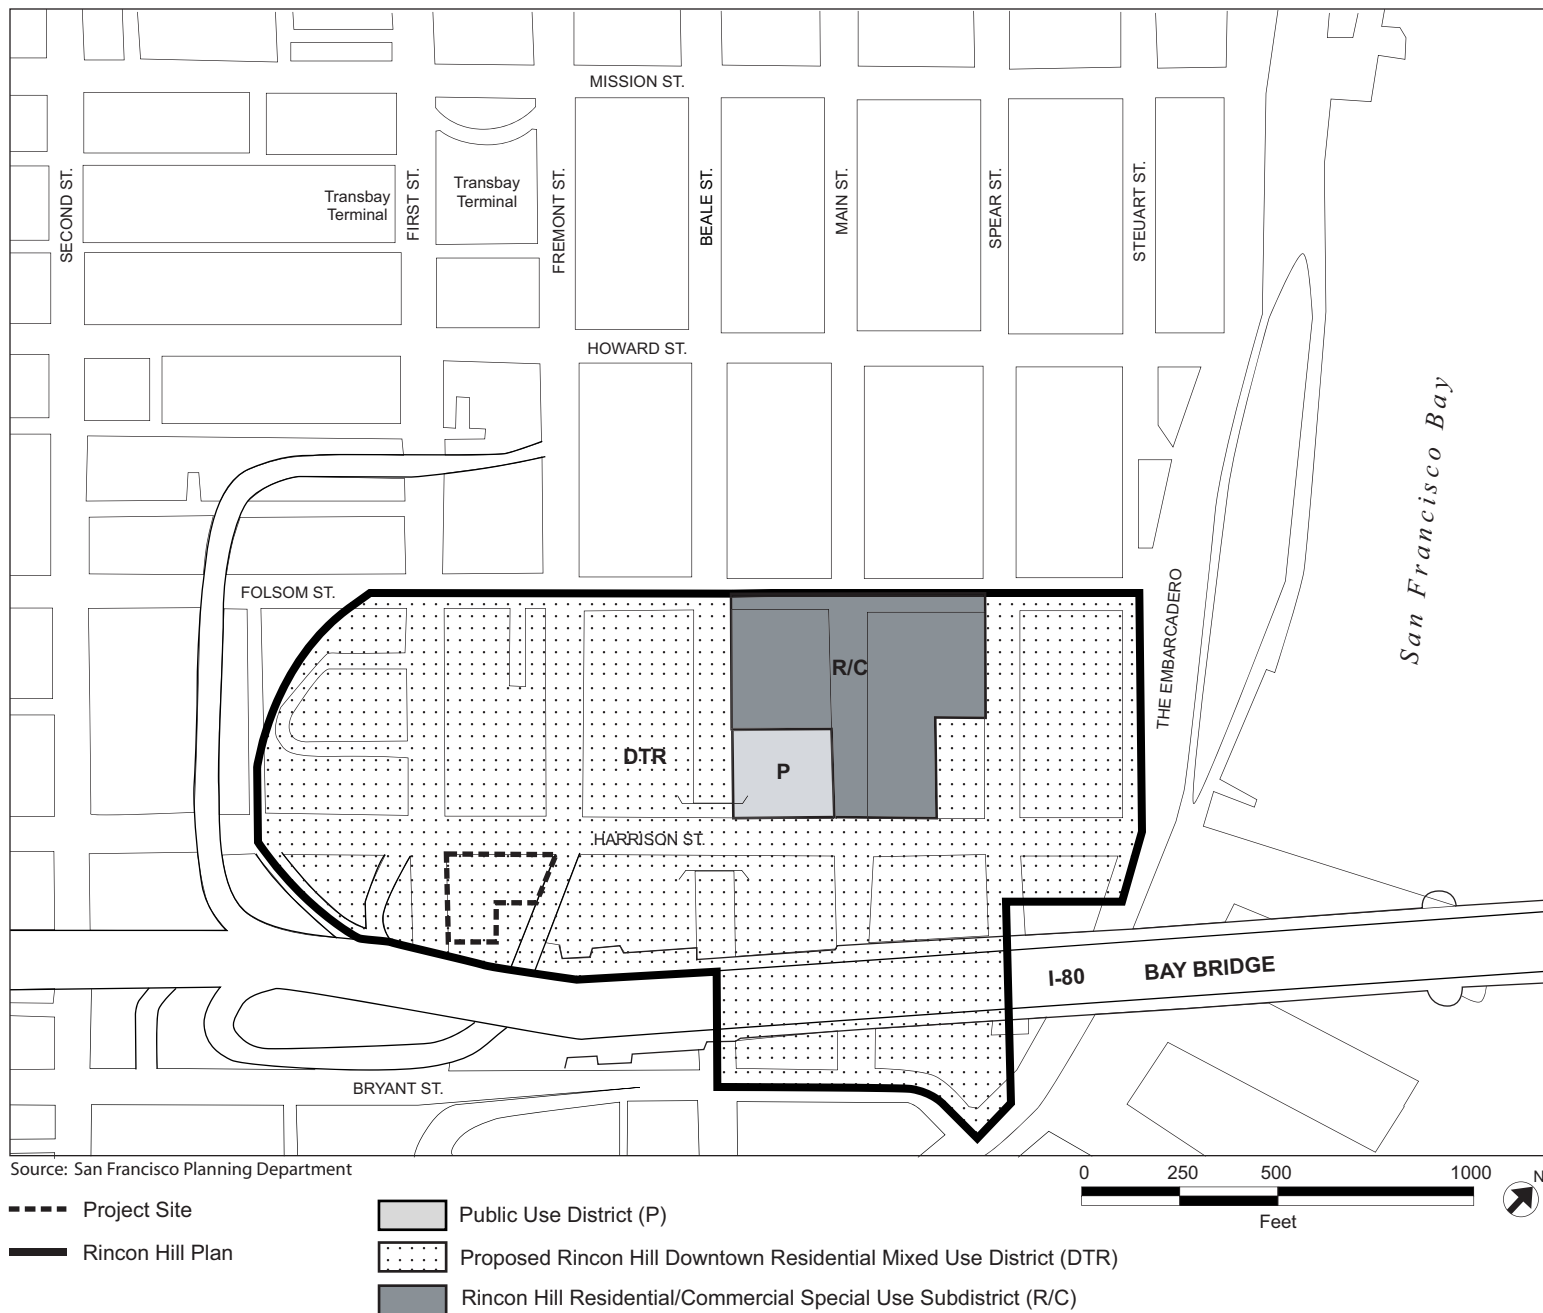 MISSION ST.
SECOND ST.
Transbay
Terminal
FIRST ST.
Transbay
Terminal
FREMONT ST.
BEALE ST.
MAIN ST.
SPEAR ST.
STEUART ST.
HOWARD ST.
San Francisco Bay
FOLSOM ST.
THE EMBARCADERO
R/C
DTR
P
HARRISON ST.
I-80
BAY BRIDGE
BRYANT ST.
Source: San Francisco Planning Department
0 250 500 1000
Feet
N
Project Site
Rincon Hill Plan
Public Use District (P)
Proposed Rincon Hill Downtown Residential Mixed Use District (DTR)
Rincon Hill Residential/Commercial Special Use Subdistrict (R/C)